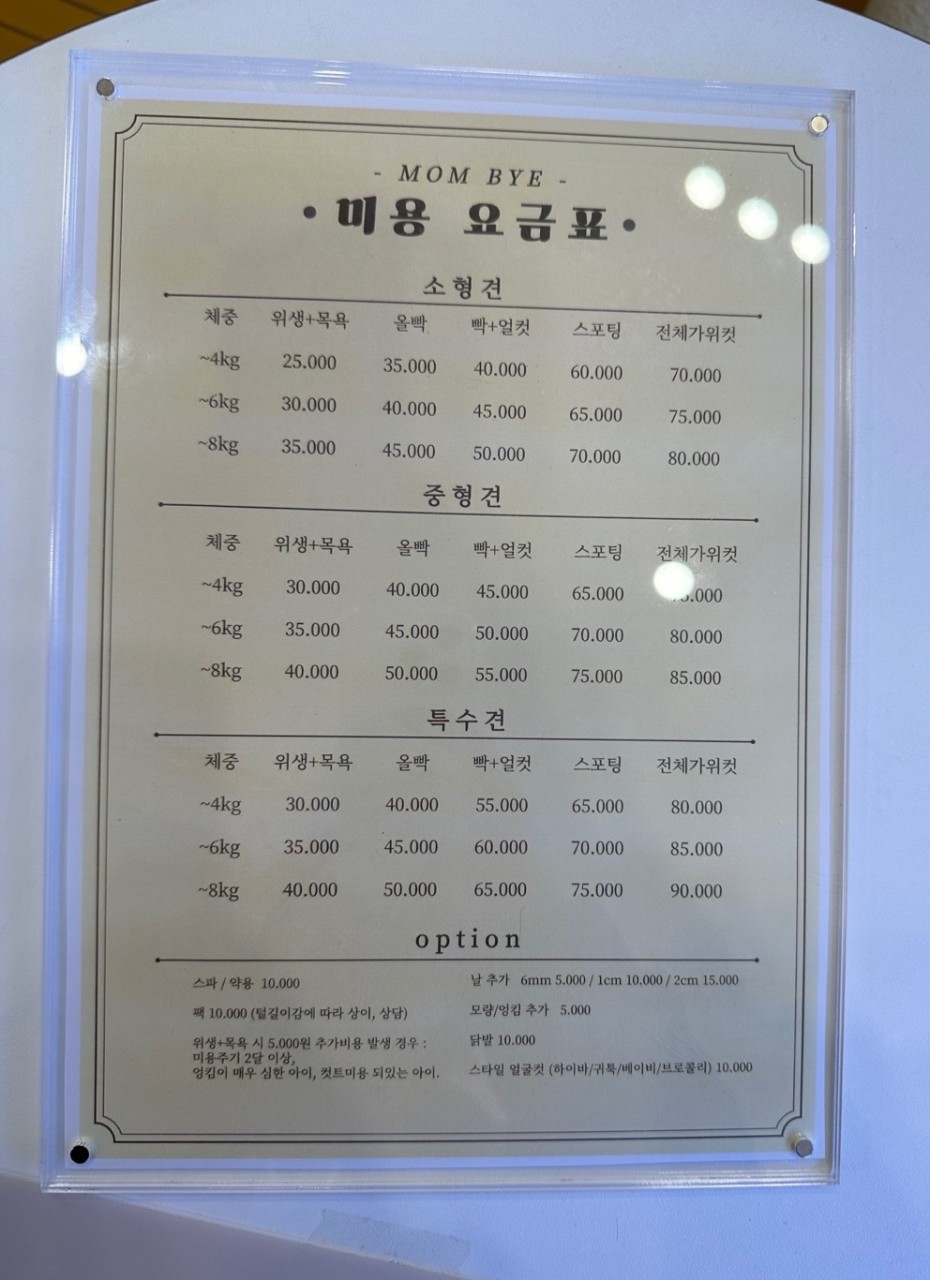 - MOM BYE -
• 미용 요금표 •
소형견
체중 위생+목욕 올빡 빡+얼컷 스포팅 전체가위컷
~4kg 25.000 35.000 40.000 60.000 70.000
~6kg 30.000 40.000 45.000 65.000 75.000
~8kg 35.000 45.000 50.000 70.000 80.000
중형견
체중 위생+목욕 올빡 빡+얼컷 스포팅 전체가위컷
~4kg 30.000 40.000 45.000 65.000
~6kg 35.000 45.000 50.000 70.000 80.000
~8kg 40.000 50.000 55.000 75.000 85.000
특수견
체중 위생+목욕 올빡 빡+얼컷 스포팅 전체가위컷
~4kg 30.000 40.000 55.000 65.000 80.000
~6kg 35.000 45.000 60.000 70.000 85.000
~8kg 40.000 50.000 65.000 75.000 90.000
option
스파 / 약용 10.000
팩 10.000 (털길이감에 따라 상이, 상담)
위생+목욕 시 5.000원 추가비용 발생 경우 :
미용주기 2달 이상,
엉킴이 매우 심한 아이, 컷트미용 되있는 아이.
날 추가 6mm 5.000 / 1cm 10.000 / 2cm 15.000
모량/엉킴 추가 5.000
닭발 10.000
스타일 얼굴컷 (하이바/귀툭/베이비/브로콜리) 10.000